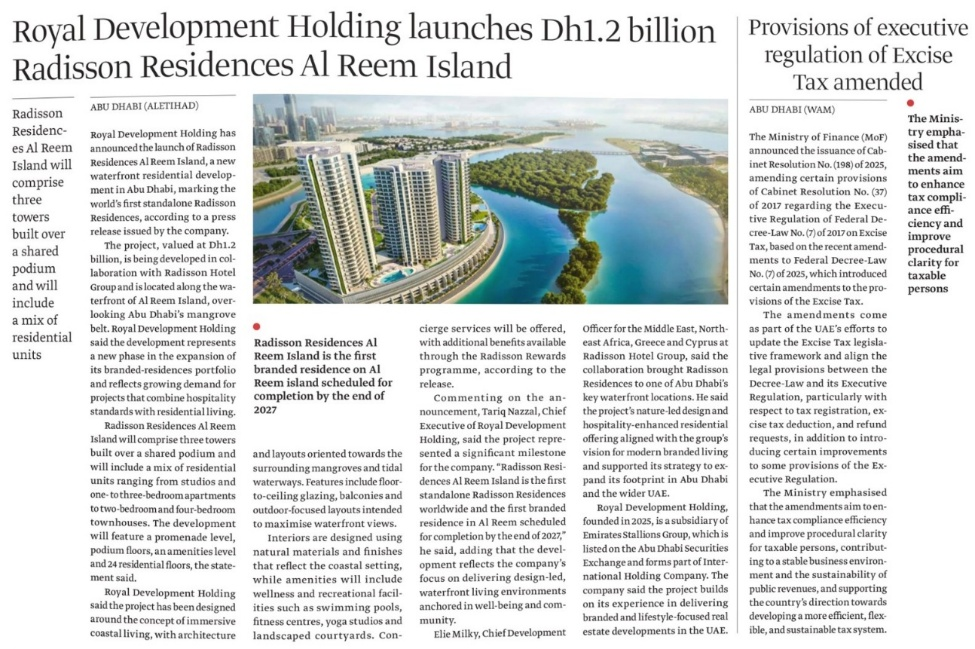 Royal Development Holding launches Dh1.2 billion
Radisson Residences Al Reem Island
Radisson
Residenc-
es Al Reem
Island will
comprise
three
towers
built over
a shared
podium
and will
include
a mix of
residential
units
ABU DHABI (ALETIHAD)
Royal Development Holding has
announced the launch of Radisson
Residences Al Reem Island, a new
waterfront residential develop-
ment in Abu Dhabi, marking the
world's first standalone Radisson
Residences, according to a press
release issued by the company.
The project, valued at Dh1.2
billion, is being developed in col-
laboration with Radisson Hotel
Group and is located along the wa-
terfront of Al Reem Island, over-
looking Abu Dhabi's mangrove
belt. Royal Development Holding
said the development represents
a new phase in the expansion of
its branded-residences portfolio
and reflects growing demand for
projects that combine hospitality
standards with residential living.
Radisson Residences Al Reem
Island will comprise three towers
built over a shared podium and
will include a mix of residential
units ranging from studios and
one- to three-bedroom apartments
to two-bedroom and four-bedroom
townhouses. The development
will feature a promenade level,
podium floors, an amenities level
and 24 residential floors, the state-
ment said.
Royal Development Holding
said the project has been designed
around the concept of immersive
coastal living, with architecture
Radisson Residences Al
Reem Island is the first
branded residence on Al
Reem island scheduled for
completion by the end of
2027
and layouts oriented towards the
surrounding mangroves and tidal
waterways. Features include floor-
to-ceiling glazing, balconies and
outdoor-focused layouts intended
to maximise waterfront views.
Interiors are designed using
natural materials and finishes
that reflect the coastal setting,
while amenities will include
wellness and recreational facil-
ities such as swimming pools,
fitness centres, yoga studios and
landscaped courtyards. Con-
cierge services will be offered,
with additional benefits available
through the Radisson Rewards
programme, according to the
release.
Commenting on the an-
nouncement, Tariq Nazzal, Chief
Executive of Royal Development
Holding, said the project repre-
sented a significant milestone
for the company. "Radisson Resi-
dences Al Reem Island is the first
standalone Radisson Residences
worldwide and the first branded
residence in Al Reem scheduled
for completion by the end of 2027,"
he said, adding that the devel-
opment reflects the company's
focus on delivering design-led,
waterfront living environments
anchored in well-being and com-
munity.
Elie Milky, Chief Development
Officer for the Middle East, North-
east Africa, Greece and Cyprus at
Radisson Hotel Group, said the
collaboration brought Radisson
Residences to one of Abu Dhabi's
key waterfront locations. He said
the project's nature-led design and
hospitality-enhanced residential
offering aligned with the group's
vision for modern branded living
and supported its strategy to ex-
pand its footprint in Abu Dhabi
and the wider UAE.
Royal Development Holding,
founded in 2025, is a subsidiary of
Emirates Stallions Group, which is
listed on the Abu Dhabi Securities
Exchange and forms part of Inter-
national Holding Company. The
company said the project builds
on its experience in delivering
branded and lifestyle-focused real
estate developments in the UAE.
Provisions of executive
regulation of Excise
Tax amended
ABU DHABI (WAM)
The Ministry of Finance (MoF)
announced the issuance of Cab-
inet Resolution No. (198) of 2025,
amending certain provisions
of Cabinet Resolution No. (37)
of 2017 regarding the Execu-
tive Regulation of Federal De-
cree-Law No. (7) of 2017 on Excise
Tax, based on the recent amend-
ments to Federal Decree-Law
No. (7) of 2025, which introduced
certain amendments to the pro-
visions of the Excise Tax.
The amendments come
as part of the UAE's efforts to
update the Excise Tax legisla-
tive framework and align the
legal provisions between the
Decree-Law and its Executive
Regulation, particularly with
respect to tax registration, ex-
cise tax deduction, and refund
requests, in addition to intro-
ducing certain improvements
to some provisions of the Ex-
ecutive Regulation.
The Ministry emphasised
that the amendments aim to en-
hance tax compliance efficiency
and improve procedural clarity
for taxable persons, contribut-
ing to a stable business environ-
ment and the sustainability of
public revenues, and supporting
the country's direction towards
developing a more efficient, flex-
ible, and sustainable tax system.
The Minis-
try empha-
sised that
the amend-
ments aim
to enhance
tax compli-
ance effi-
ciency and
improve
procedural
clarity for
taxable
persons